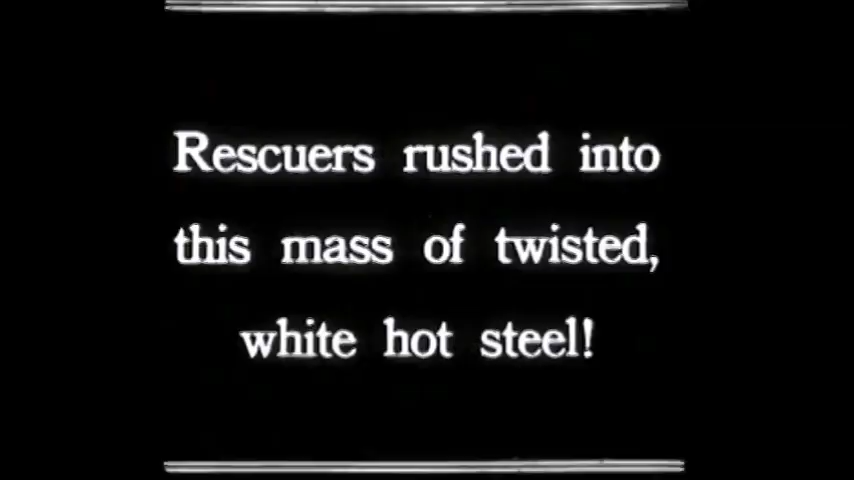 Rescuers rushed into
this mass of twisted,
white hot steel!